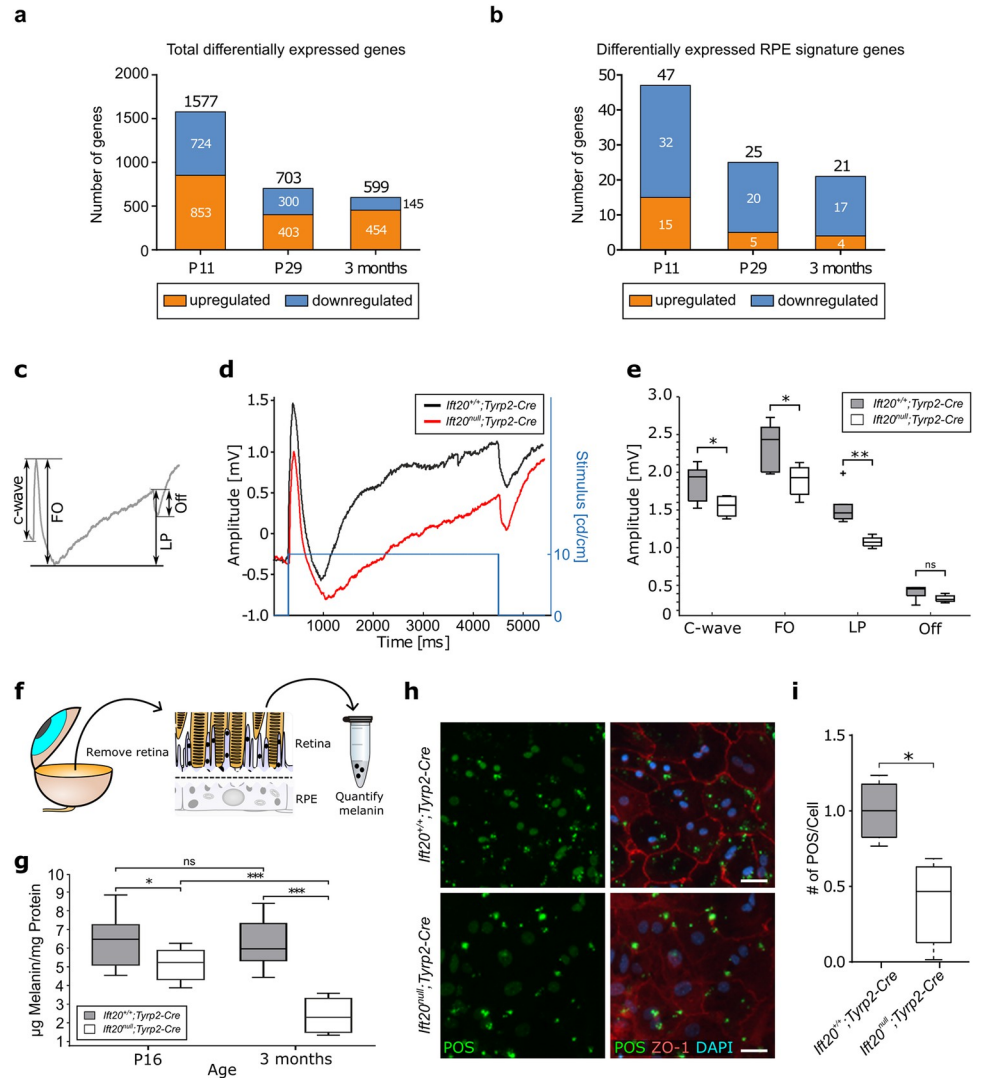 a
Total differentially expressed genes
Number of genes
2000
1500
1000
500
0
1577
724
853
703
300
403
599
145
454
P11
P29
3 months
upregulated
downregulated
b
Differentially expressed RPE signature genes
Number of genes
50
40
30
20
10
0
47
32
15
25
20
5
21
17
4
P11
P29
3 months
upregulated
downregulated
c
c-wave
FO
LP
Off
d
Amplitude [mV]
1.5
1.0
0.5
0
-0.5
-1.0
Ift20+/+;Tyrp2-Cre
Ift20null;Tyrp2-Cre
Stimulus [cd/cm]
10
0
1000
2000
3000
4000
5000
Time [ms]
e
Amplitude [mV]
3.0
2.5
2.0
1.5
1.0
0.5
0
Ift20+/+;Tyrp2-Cre
Ift20null;Tyrp2-Cre
*
*
**
ns
C-wave
FO
LP
Off
f
Remove retina
Retina
RPE
Quantify
melanin
g
µg Melanin/mg Protein
10
9
8
7
6
5
4
3
2
1
ns
*
***
***
Ift20+/+;Tyrp2-Cre
Ift20null;Tyrp2-Cre
P16
3 months
Age
h
Ift20+/+;Tyrp2-Cre
Ift20null;Tyrp2-Cre
POS
POS ZO-1 DAPI
i
# of POS/Cell
1.5
1.0
0.5
0.0
*
Ift20+/+;Tyrp2-Cre
Ift20null;Tyrp2-Cre